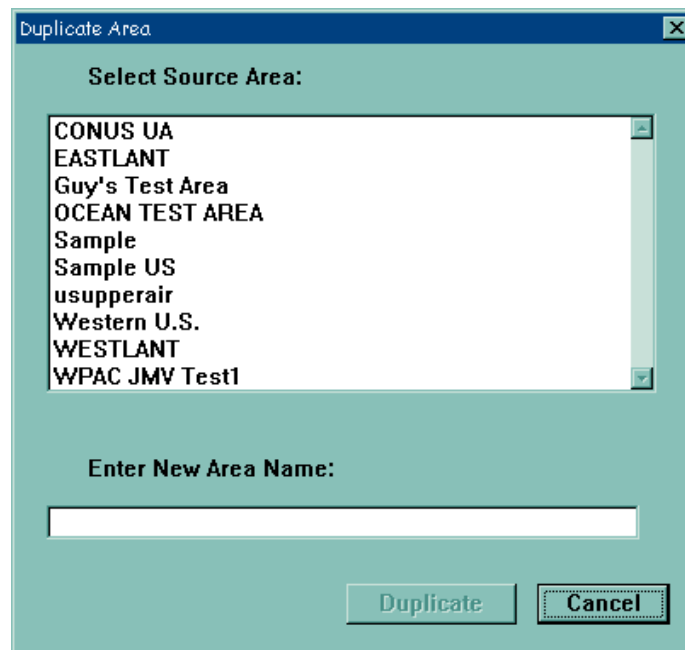 Duplicate Area
Select Source Area:
CONUS UA
EASTLANT
Guy's Test Area
OCEAN TEST AREA
Sample
Sample US
usupperair
Western U.S.
WESTLANT
WPAC JMV Test1
Enter New Area Name:
Duplicate Cancel